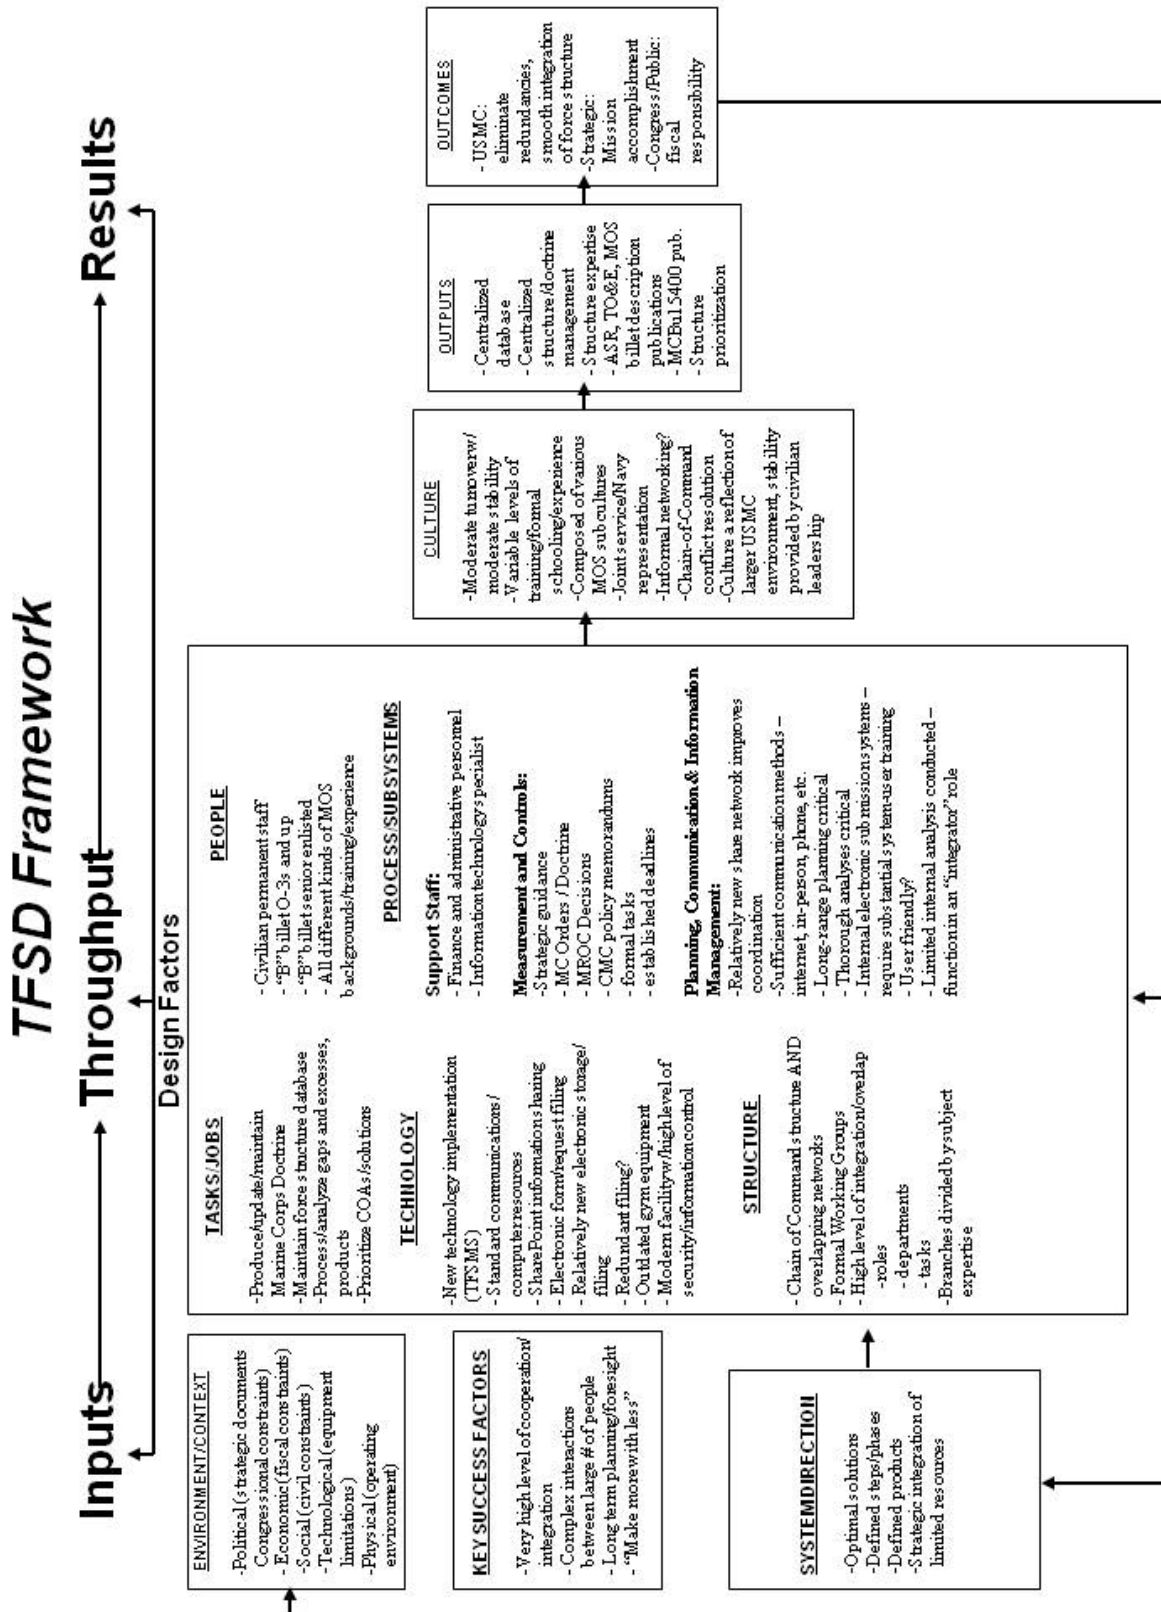 TFSD Framework
Inputs
Throughput
Results
Design Factors
ENVIRONMENT/CONTEXT
-Political (strategic documents
Congressional constraints)
- Economic (fiscal constraints)
-Social (civil constraints)
-Technological (equipment
limitations)
-Physical (operating
environment)
KEY SUCCESS FACTORS
-Very high level of cooperation/
integration
- Complex interactions
between large # of people
- Long term planning/foresight
- "Make more with less"
SYSTEM DIRECTION
-Optimal solutions
-Defined steps/phases
-Defined products
-Strategic integration of
limited resources
TASKS/JOBS
-Produce/update/maintain
Marine Corps Doctrine
-Maintain force structure database
-Process/analyze gaps and excesses,
products
-Prioritize COAs/solutions
TECHNOLOGY
-New technology implementation
(TFSMS)
- Standard communications/
computer resources
- SharePoint information sharing
- Electronic form/request filing
- Relatively new electronic storage/
filing
- Redundant filing?
- Outdated gym equipment
- Modern facility w/high level of
security/information control
STRUCTURE
- Chain of Command structure AND
overlapping networks
- Formal Working Groups
- High level of integration/overlap
-roles
- departments
- tasks
-Branches divided by subject
expertise
PEOPLE
- Civilian permanent staff
- "B" billet O-3s and up
- "B" billet senior enlisted
- All different kinds of MOS
backgrounds/training/experience
PROCESS/SUBSYSTEMS
Support Staff:
- Finance and administrative personnel
- Information technology specialist
Measurement and Controls:
-Strategic guidance
- MC Orders / Doctrine
- MROC Decisions
- CMC policy memorandums
- formal tasks
- established deadlines
Planning, Communication & Information
Management:
-Relatively new share network improves
coordination
-Sufficient communication methods –
internet, in-person, phone, etc.
- Long-range planning critical
- Thorough analyses critical
- Internal electronic submissions systems –
require substantial system-user training
- User friendly?
- Limited internal analysis conducted –
function in an "integrator" role
CULTURE
-Moderate turnover w/
moderate stability
-Variable levels of
training/formal
schooling/experience
-Composed of various
MOS subcultures
-Joint service/Navy
representation
-Informal networking?
-Chain-of-Command
conflict resolution
-Culture a reflection of
larger USMC
environment, stability
provided by civilian
leadership
OUTPUTS
- Centralized
database
- Centralized
structure/doctrine
management
- Structure expertise
- ASR, TO&E, MOS
billet description
publications
- MCBul 5400 pub.
- Structure
prioritization
OUTCOMES
- USMC:
eliminate
redundancies,
smooth integration
of force structure
-Strategic:
Mission
accomplishment
-Congress/Public:
fiscal
responsibility